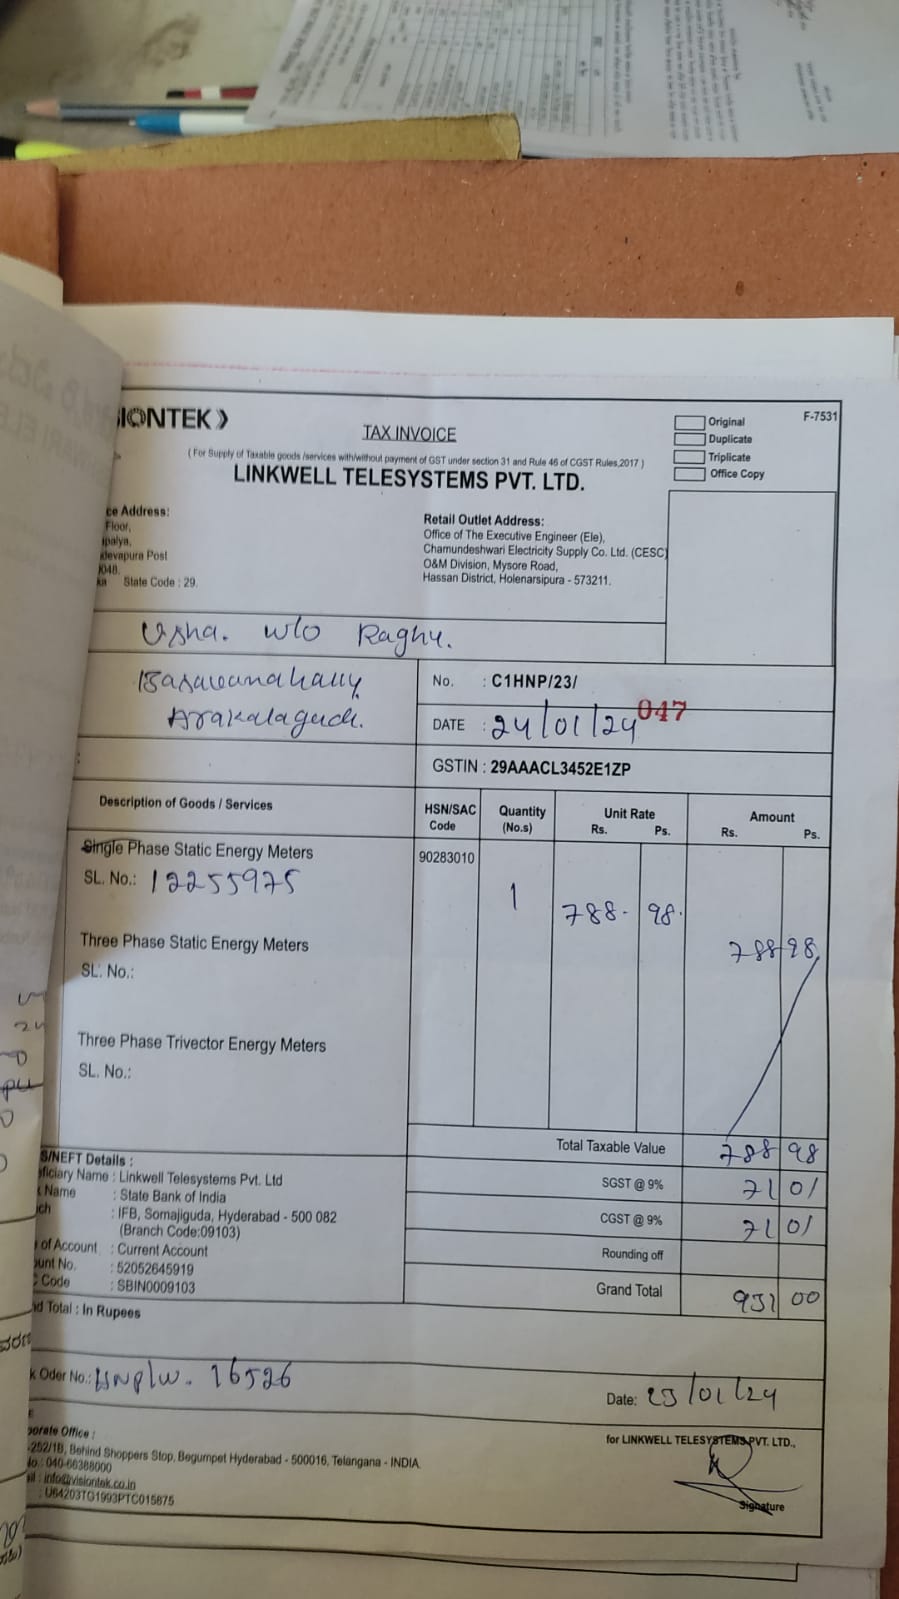 IONTEK
TAX INVOICE
Original
Duplicate
Triplicate
Office Copy
F-7531
( For Supply of Taxable goods /services with/without payment of GST under section 31 and Rule 46 of CGST Rules,2017 )
LINKWELL TELESYSTEMS PVT. LTD.
Address:
Floor,
Post
State Code : 29.
Retail Outlet Address:
Office of The Executive Engineer (Ele),
Chamundeshwari Electricity Supply Co. Ltd. (CESC)
O&M Division, Mysore Road,
Hassan District, Holenarsipura - 573211.
Usha. w/o Raghu.
Basavanahally
Arakalagudu.
No. : C1HNP/23/
047
DATE : 24/01/24
GSTIN : 29AAACL3452E1ZP
Description of Goods / Services
HSN/SAC Code
Quantity (No.s)
Unit Rate
Rs. Ps.
Amount
Rs. Ps.
Single Phase Static Energy Meters
90283010
SL. No.: 12255975
1
788. 98.
Three Phase Static Energy Meters
788 98
SL. No.:
Three Phase Trivector Energy Meters
SL. No.:
Total Taxable Value 788 98
SGST @ 9% 71 01
CGST @ 9% 71 01
Rounding off
Grand Total 931 00
S/NEFT Details :
Name : Linkwell Telesystems Pvt. Ltd
Name : State Bank of India
: IFB, Somajiguda, Hyderabad - 500 082
(Branch Code:09103)
of Account : Current Account
No. : 52052645919
Code : SBIN0009103
Total : In Rupees
Oder No.: 16526
Date: 23/01/24
Office :
-252/1B, Behind Shoppers Stop, Begumpet Hyderabad - 500016, Telangana - INDIA.
040-66388000
: info@visiontek.co.in
: U64203TG1993PTC015875
for LINKWELL TELESYSTEMS PVT. LTD.,
Signature